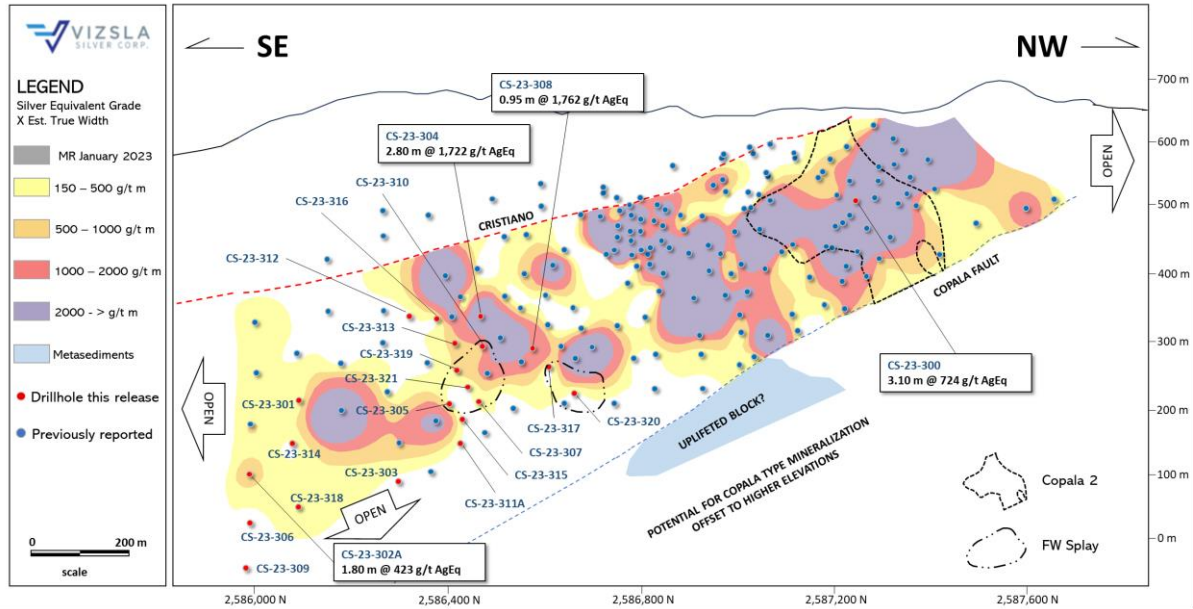 VIZSLA
SILVER CORP.
LEGEND
Silver Equivalent Grade
X Est. True Width
MR January 2023
150 – 500 g/t m
500 – 1000 g/t m
1000 – 2000 g/t m
2000 - > g/t m
Metasediments
Drillhole this release
Previously reported
0 200 m
scale
SE
NW
CS-23-308
0.95 m @ 1,762 g/t AgEq
CS-23-304
2.80 m @ 1,722 g/t AgEq
CS-23-310
CS-23-316
CS-23-312
CRISTIANO
CS-23-313
CS-23-319
CS-23-321
CS-23-305
CS-23-301
CS-23-314
CS-23-303
CS-23-318
CS-23-306
CS-23-309
CS-23-302A
1.80 m @ 423 g/t AgEq
CS-23-317
CS-23-320
CS-23-307
CS-23-315
CS-23-311A
CS-23-300
3.10 m @ 724 g/t AgEq
OPEN
OPEN
OPEN
COPALA FAULT
UPLIFETED BLOCK?
POTENTIAL FOR COPALA TYPE MINERALIZATION
OFFSET TO HIGHER ELEVATIONS
Copala 2
FW Splay
700 m
600 m
500 m
400 m
300 m
200 m
100 m
0 m
2,586,000 N
2,586,400 N
2,586,800 N
2,587,200 N
2,587,600 N